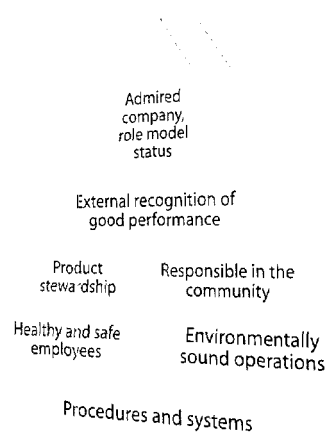 Admired
company,
role model
status
External recognition of
good performance
Product
stewardship
Responsible in the
community
Healthy and safe
employees
Environmentally
sound operations
Procedures and systems